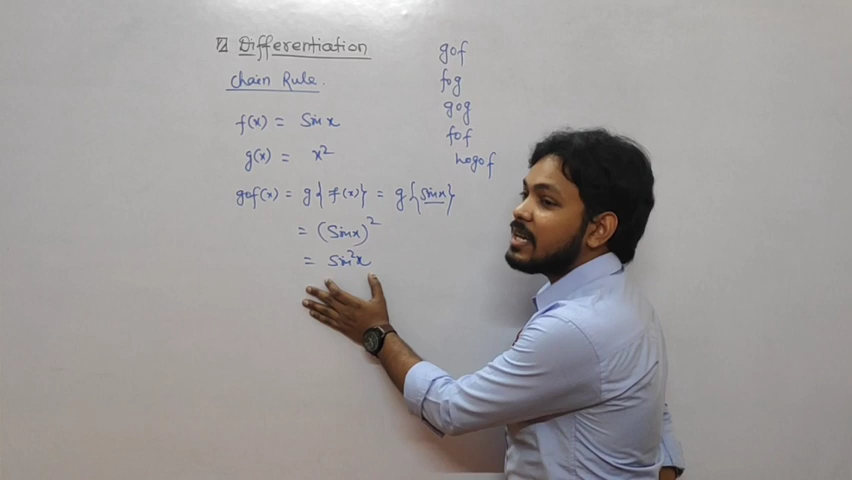 Differentiation
Chain Rule.
f(x) = Sin x
g(x) = x²
gof(x) = g{f(x)} = g{sinx}
= (Sinx)²
= Sin²x
gof
fog
gog
fof
hogof